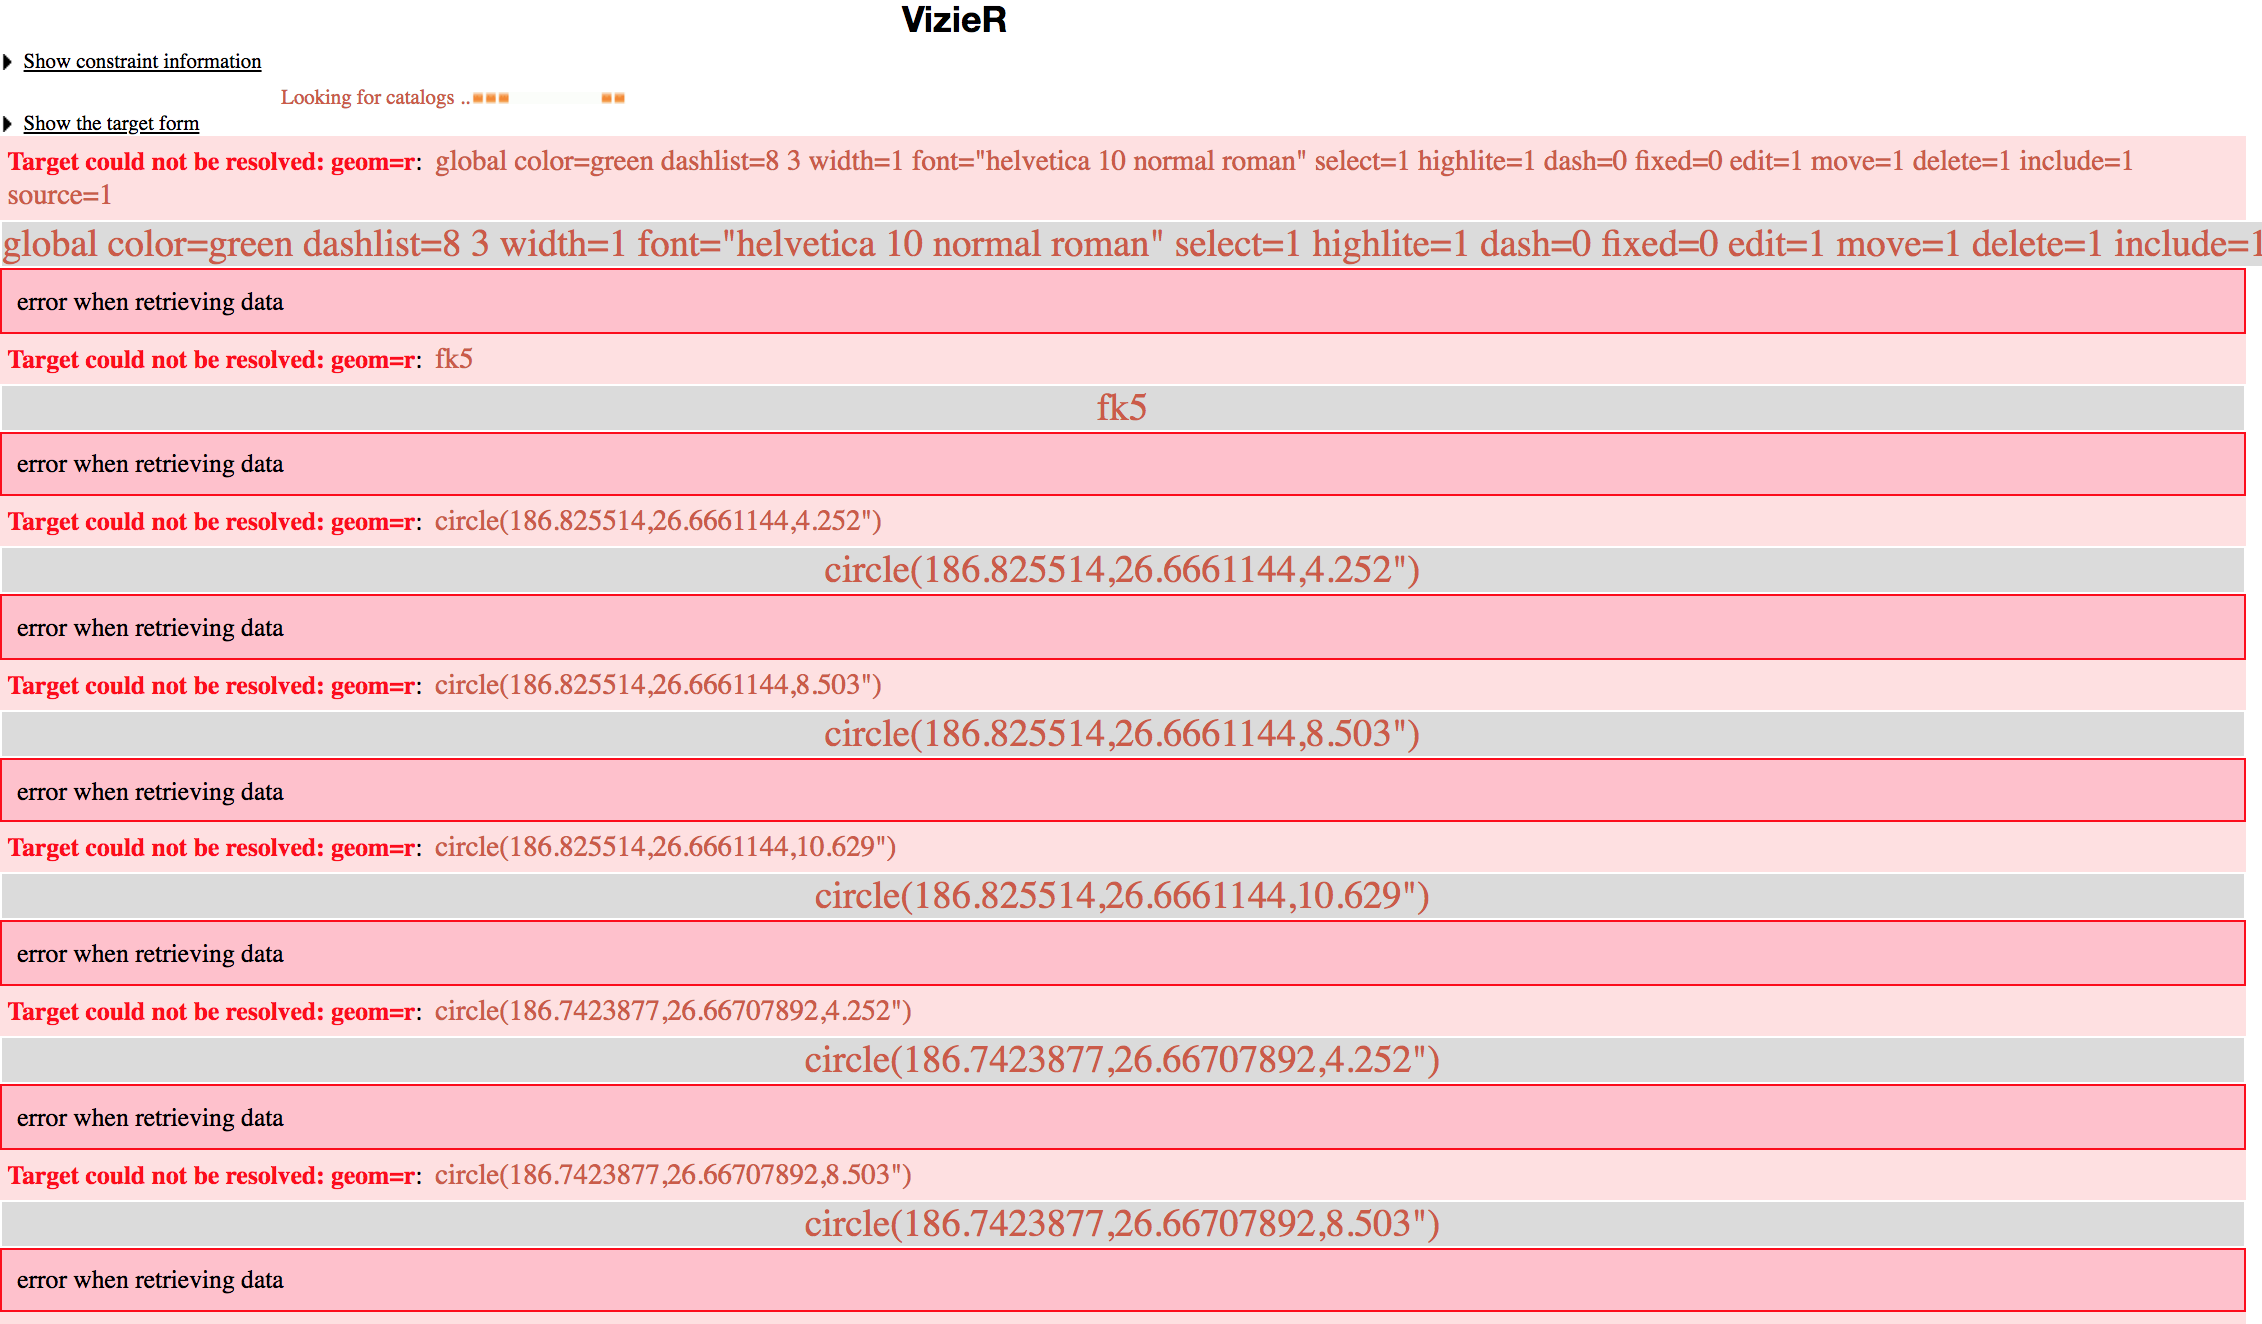 VizieR
Show constraint information
Looking for catalogs ..
Show the target form
Target could not be resolved: geom=r: global color=green dashlist=8 3 width=1 font="helvetica 10 normal roman" select=1 highlite=1 dash=0 fixed=0 edit=1 move=1 delete=1 include=1
source=1
global color=green dashlist=8 3 width=1 font="helvetica 10 normal roman" select=1 highlite=1 dash=0 fixed=0 edit=1 move=1 delete=1 include=1
error when retrieving data
Target could not be resolved: geom=r: fk5
fk5
error when retrieving data
Target could not be resolved: geom=r: circle(186.825514,26.6661144,4.252")
circle(186.825514,26.6661144,4.252")
error when retrieving data
Target could not be resolved: geom=r: circle(186.825514,26.6661144,8.503")
circle(186.825514,26.6661144,8.503")
error when retrieving data
Target could not be resolved: geom=r: circle(186.825514,26.6661144,10.629")
circle(186.825514,26.6661144,10.629")
error when retrieving data
Target could not be resolved: geom=r: circle(186.7423877,26.66707892,4.252")
circle(186.7423877,26.66707892,4.252")
error when retrieving data
Target could not be resolved: geom=r: circle(186.7423877,26.66707892,8.503")
circle(186.7423877,26.66707892,8.503")
error when retrieving data